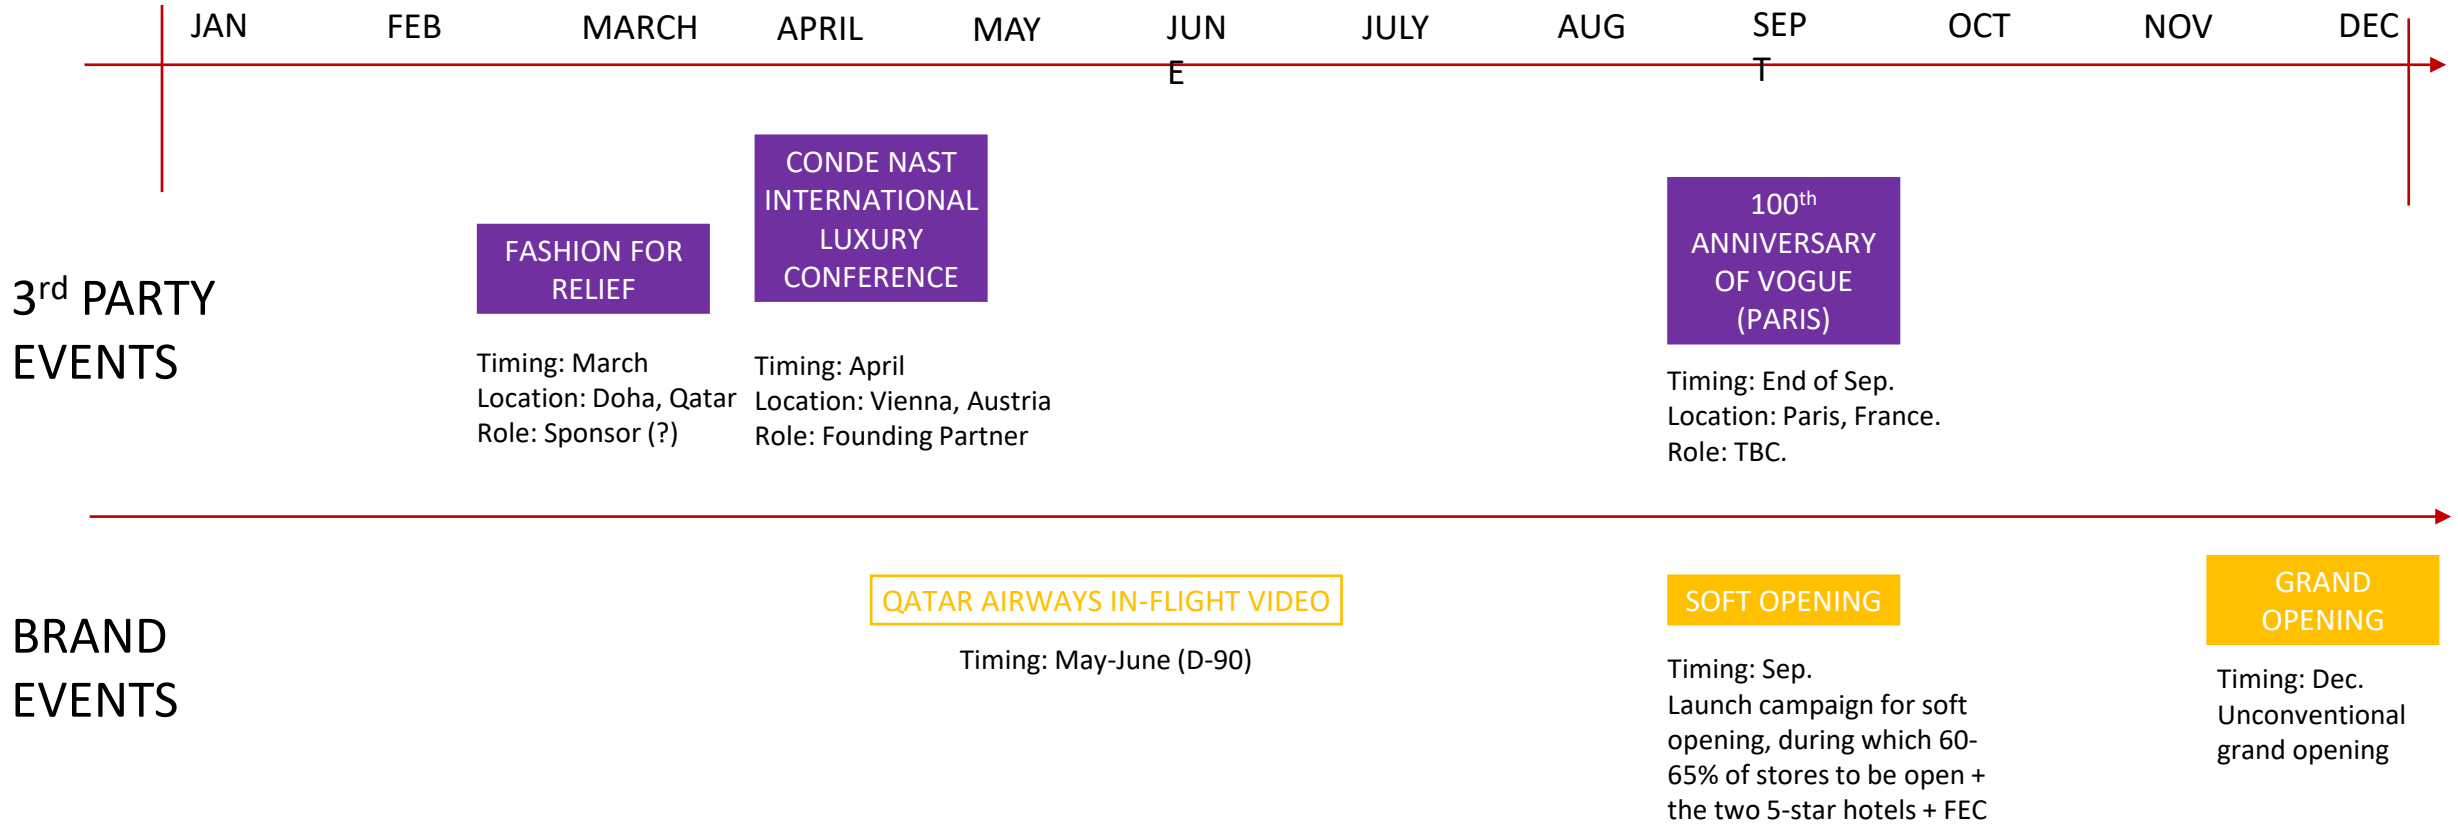 JAN FEB MARCH APRIL MAY JUN
E JULY AUG SEP
T OCT NOV DEC
3rd PARTY
EVENTS
FASHION FOR
RELIEF
Timing: March
Location: Doha, Qatar
Role: Sponsor (?)
CONDE NAST
INTERNATIONAL
LUXURY
CONFERENCE
Timing: April
Location: Vienna, Austria
Role: Founding Partner
100th
ANNIVERSARY
OF VOGUE
(PARIS)
Timing: End of Sep.
Location: Paris, France.
Role: TBC.
BRAND
EVENTS
QATAR AIRWAYS IN-FLIGHT VIDEO
Timing: May-June (D-90)
SOFT OPENING
Timing: Sep.
Launch campaign for soft
opening, during which 60-
65% of stores to be open +
the two 5-star hotels + FEC
GRAND
OPENING
Timing: Dec.
Unconventional
grand opening